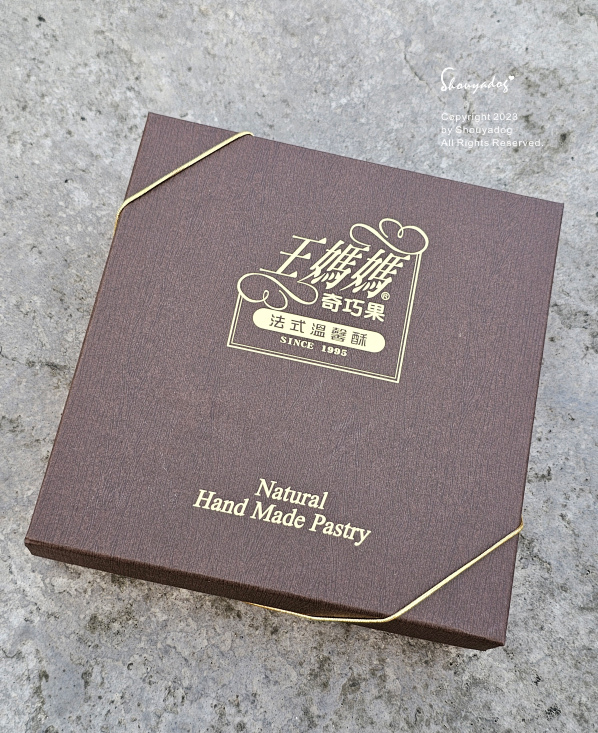 Shouyadog
Copyright 2023
by Shouyadog
All Rights Reserved.
王媽媽®
奇巧果
法式溫馨酥
SINCE 1995
Natural
Hand Made Pastry